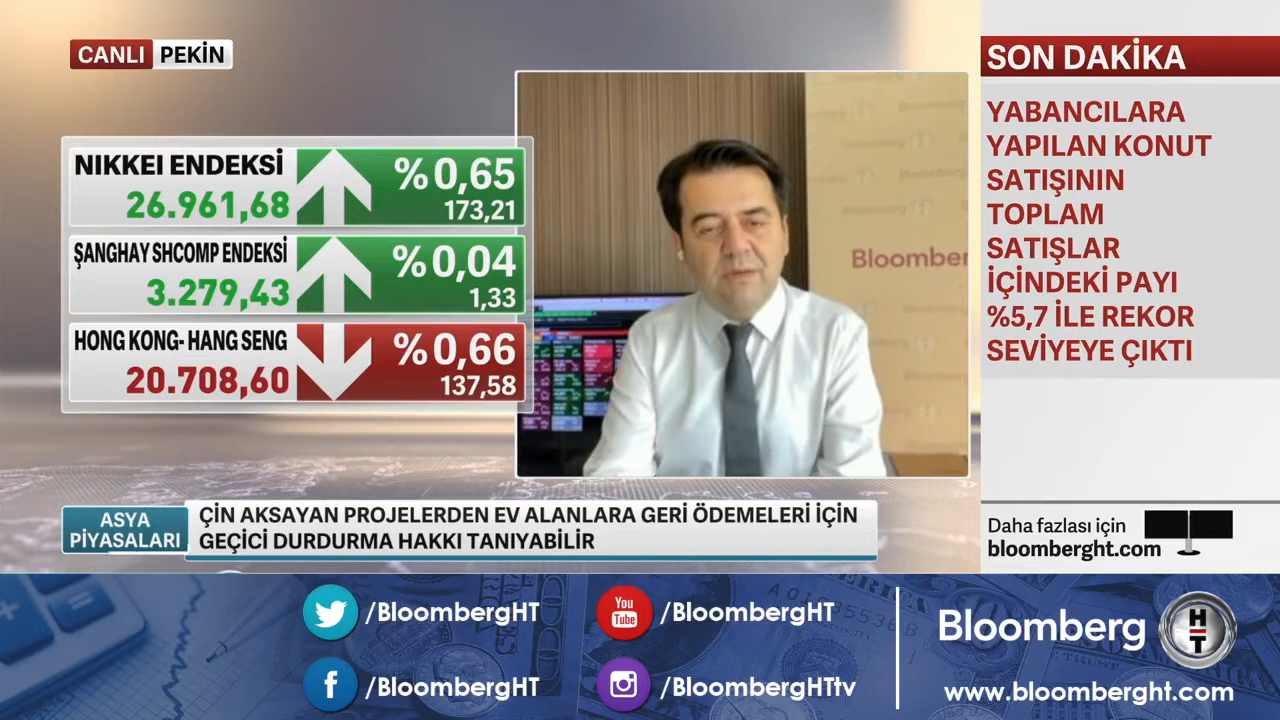 CANLI PEKİN
NIKKEI ENDEKSİ
26.961,68
%0,65
173,21
ŞANGHAY SHCOMP ENDEKSİ
3.279,43
%0,04
1,33
HONG KONG- HANG SENG
20.708,60
%0,66
137,58
Bloomberg
SON DAKİKA
YABANCILARA
YAPILAN KONUT
SATIŞININ
TOPLAM
SATIŞLAR
İÇİNDEKİ PAYI
%5,7 İLE REKOR
SEVİYEYE ÇIKTI
ASYA
PİYASALARI
ÇİN AKSAYAN PROJELERDEN EV ALANLARA GERİ ÖDEMELERİ İÇİN
GEÇİCİ DURDURMA HAKKI TANIYABİLİR
Daha fazlası için
bloomberght.com
/BloombergHT
You
Tube
/BloombergHT
/BloombergHT
/BloombergHTtv
Bloomberg HT
www.bloomberght.com